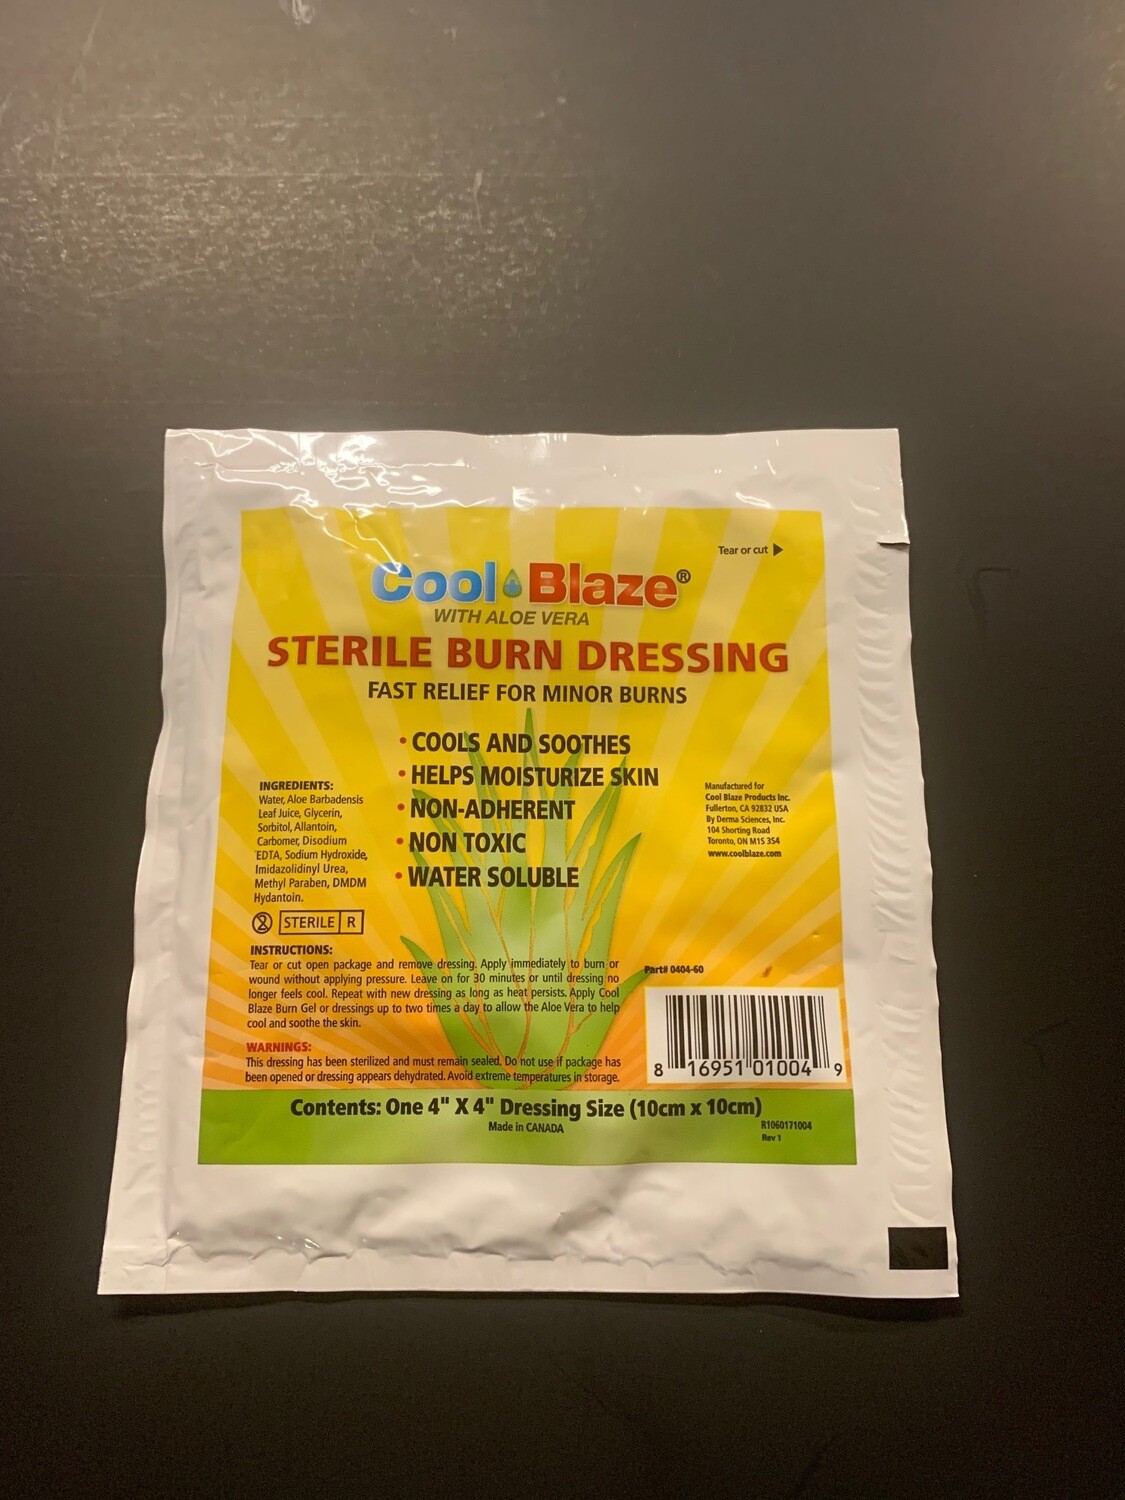 Tear or cut
Cool Blaze®
WITH ALOE VERA
STERILE BURN DRESSING
FAST RELIEF FOR MINOR BURNS
• COOLS AND SOOTHES
• HELPS MOISTURIZE SKIN
• NON-ADHERENT
• NON TOXIC
• WATER SOLUBLE
INGREDIENTS:
Water, Aloe Barbadensis
Leaf Juice, Glycerin,
Sorbitol, Allantoin,
Carbomer, Disodium
EDTA, Sodium Hydroxide,
Imidazolidinyl Urea,
Methyl Paraben, DMDM
Hydantoin.
2
STERILE R
Manufactured for
Cool Blaze Products Inc.
Fullerton, CA 92832 USA
By Derma Sciences, Inc.
104 Shorting Road
Toronto, ON M1S 3S4
www.coolblaze.com
INSTRUCTIONS:
Tear or cut open package and remove dressing. Apply immediately to burn or
wound without applying pressure. Leave on for 30 minutes or until dressing no
longer feels cool. Repeat with new dressing as long as heat persists. Apply Cool
Blaze Burn Gel or dressings up to two times a day to allow the Aloe Vera to help
cool and soothe the skin.
WARNINGS:
This dressing has been sterilized and must remain sealed. Do not use if package has
been opened or dressing appears dehydrated. Avoid extreme temperatures in storage.
Part# 0404-60
8 16951 01004 9
Contents: One 4" X 4" Dressing Size (10cm x 10cm)
Made in CANADA
R1060171004
Rev 1